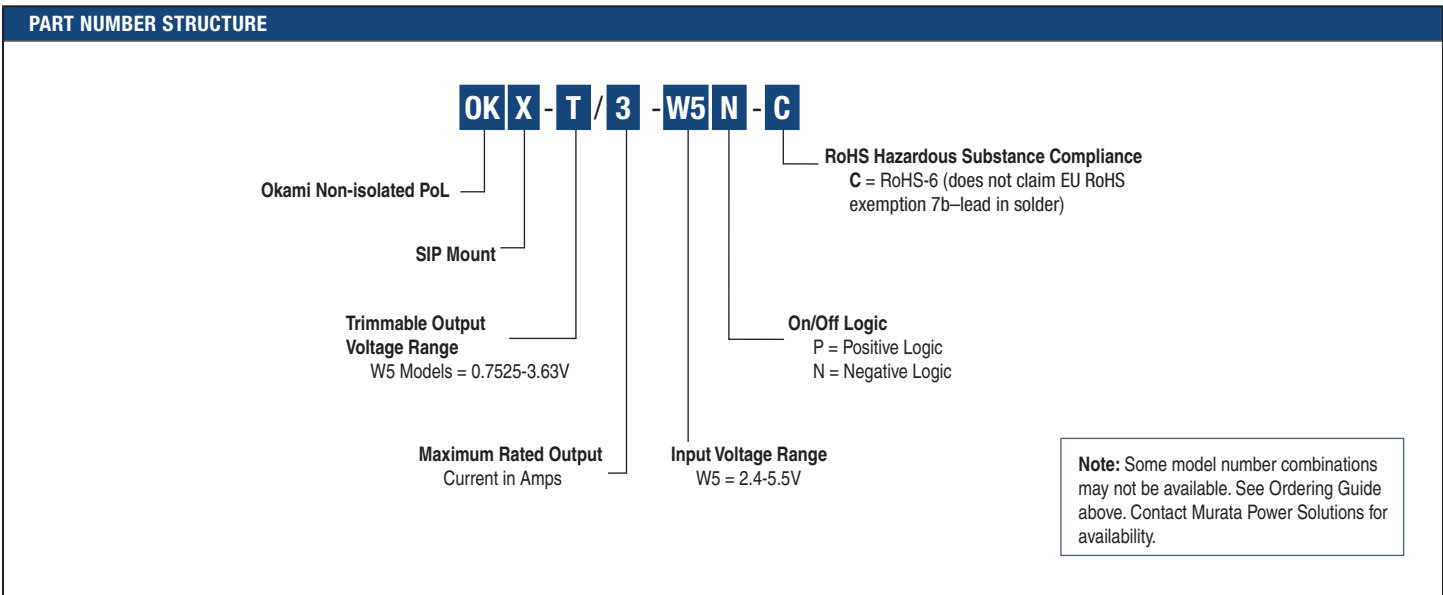 PART NUMBER STRUCTURE
OK X - T / 3 - W5 N - C
RoHS Hazardous Substance Compliance
C = RoHS-6 (does not claim EU RoHS
exemption 7b–lead in solder)
Okami Non-isolated PoL
SIP Mount
Trimmable Output
Voltage Range
W5 Models = 0.7525-3.63V
On/Off Logic
P = Positive Logic
N = Negative Logic
Maximum Rated Output
Current in Amps
Input Voltage Range
W5 = 2.4-5.5V
Note: Some model number combinations
may not be available. See Ordering Guide
above. Contact Murata Power Solutions for
availability.